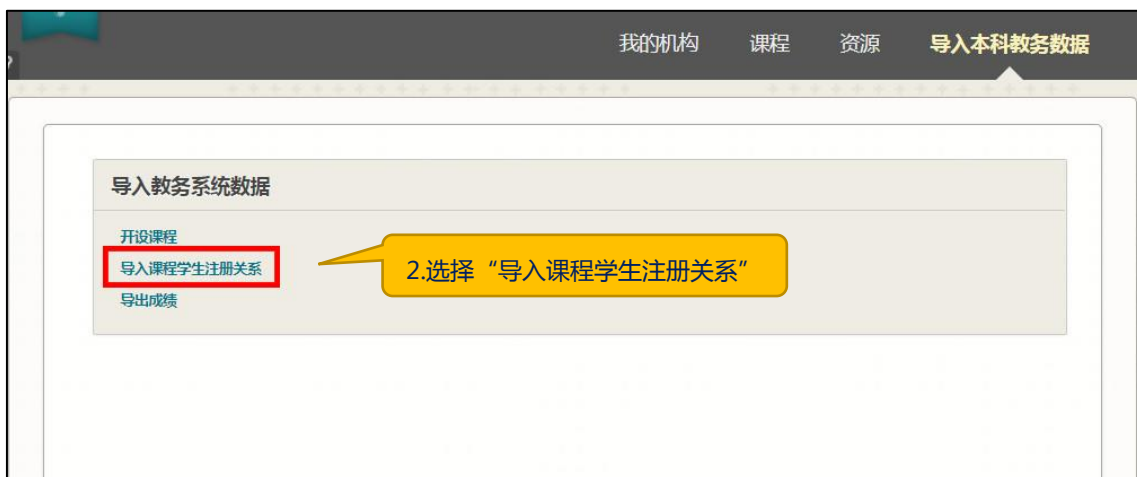 我的机构 课程 资源 导入本科教务数据
导入教务系统数据
开设课程
导入课程学生注册关系
2.选择“导入课程学生注册关系”
导出成绩